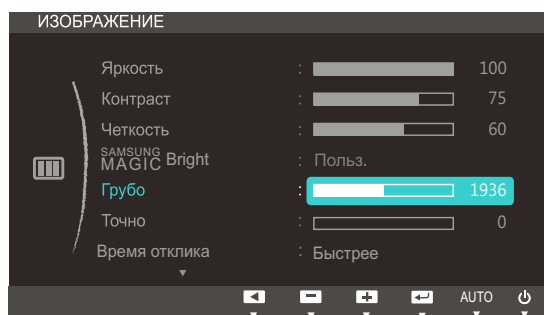 ИЗОБРАЖЕНИЕ
Яркость : 100
Контраст : 75
Четкость : 60
SAMSUNG MAGIC Bright : Польз.
Грубо : 1936
Точно : 0
Время отклика : Быстрее
AUTO